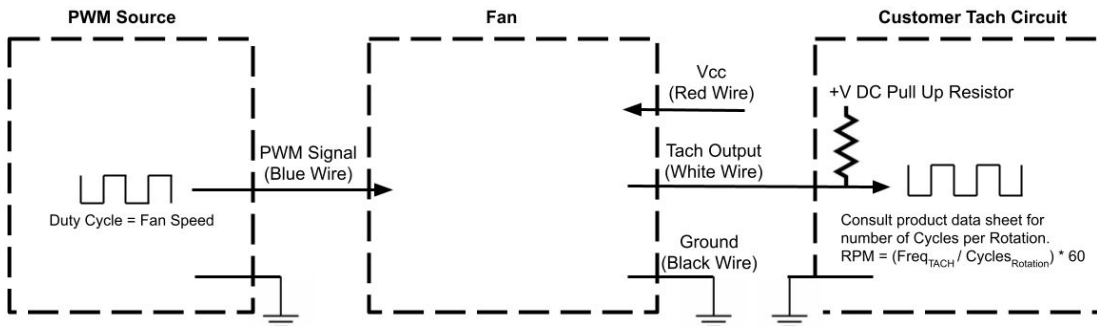 PWM Source
Fan
Customer Tach Circuit
Vcc
(Red Wire)
+V DC Pull Up Resistor
PWM Signal
(Blue Wire)
Tach Output
(White Wire)
Duty Cycle = Fan Speed
Consult product data sheet for
number of Cycles per Rotation.
RPM = (Freq_TACH / Cycles_Rotation) * 60
Ground
(Black Wire)